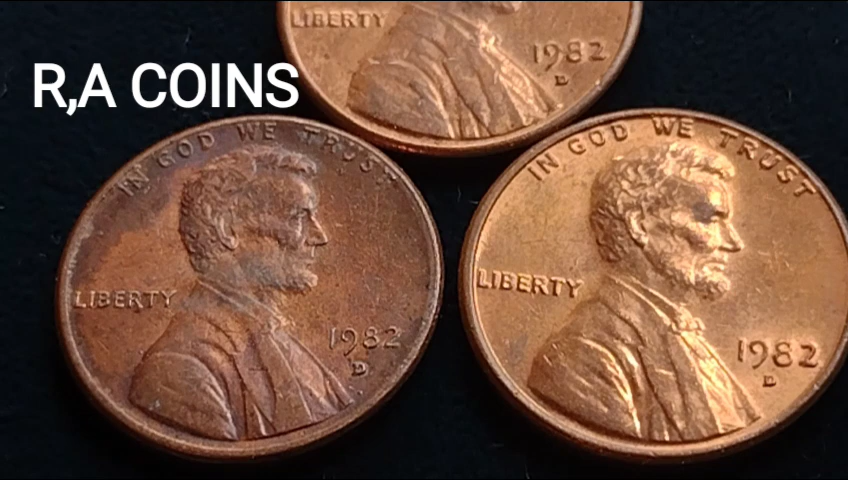 LIBERTY
1982
D
R,A COINS
IN GOD WE TRUST
LIBERTY
1982
D
IN GOD WE TRUST
LIBERTY
1982
D